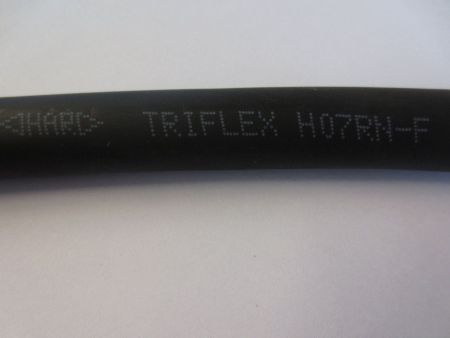 ◁HAR▷ TRIFLEX H07RN-F